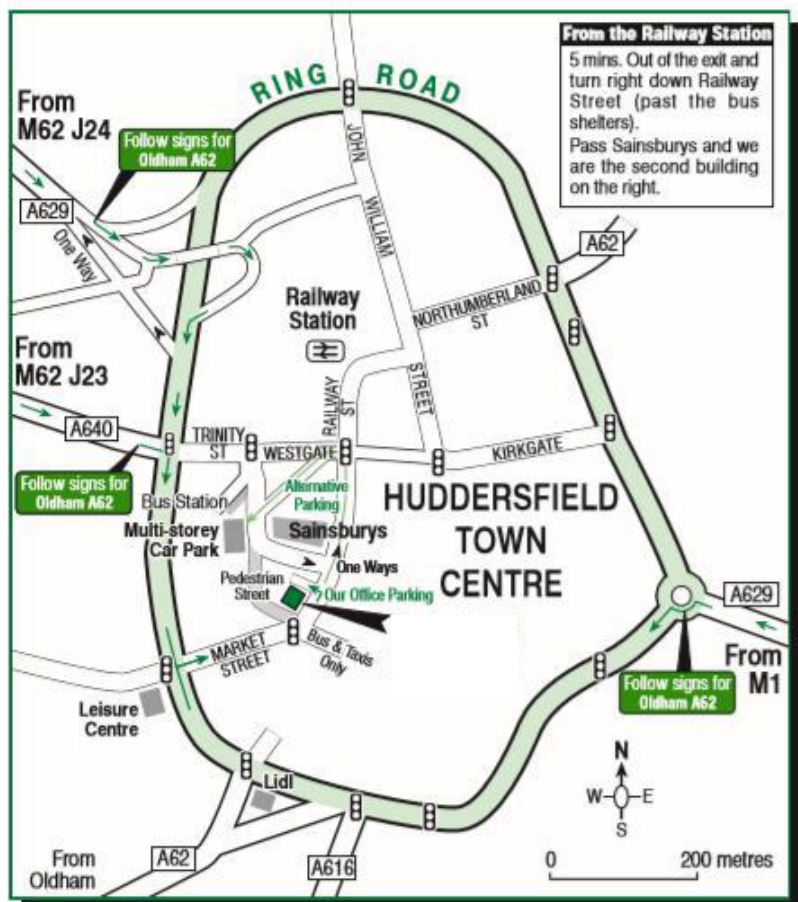 From the Railway Station
5 mins. Out of the exit and
turn right down Railway
Street (past the bus
shelters).
Pass Sainsburys and we
are the second building
on the right.
RING ROAD
From
M62 J24
Follow signs for
Oldham A62
A629
One Way
JOHN
WILLIAM
STREET
A62
NORTHUMBERLAND
ST
Railway
Station
From
M62 J23
A640
Follow signs for
Oldham A62
TRINITY
ST
WESTGATE
RAILWAY
ST
KIRKGATE
Bus Station
Multi-storey
Car Park
Alternative
Parking
Sainsburys
HUDDERSFIELD
TOWN
CENTRE
One Ways
Pedestrian
Street
Our Office Parking
A629
From
M1
Follow signs for
Oldham A62
MARKET
STREET
Bus & Taxis
Only
Leisure
Centre
Lidl
N
W E
S
A62
A616
From
Oldham
0 200 metres